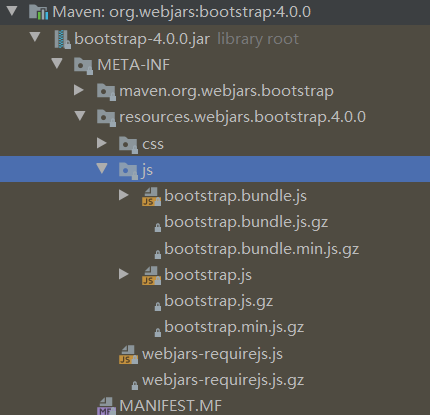 Maven: org.webjars:bootstrap:4.0.0
bootstrap-4.0.0.jar library root
META-INF
maven.org.webjars.bootstrap
resources.webjars.bootstrap.4.0.0
css
js
bootstrap.bundle.js
bootstrap.bundle.js.gz
bootstrap.bundle.min.js.gz
bootstrap.js
bootstrap.js.gz
bootstrap.min.js.gz
webjars-requirejs.js
webjars-requirejs.js.gz
MANIFEST.MF